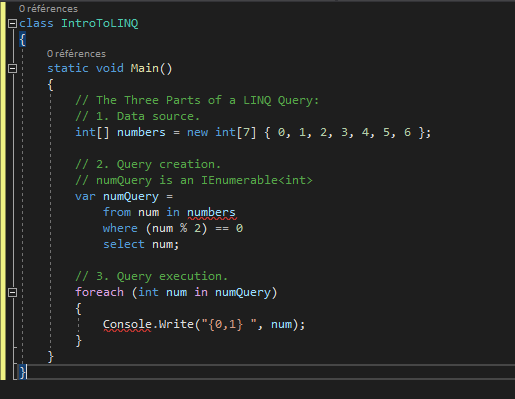 0 références
class IntroToLINQ
{
0 références
static void Main()
{
// The Three Parts of a LINQ Query:
// 1. Data source.
int[] numbers = new int[7] { 0, 1, 2, 3, 4, 5, 6 };
// 2. Query creation.
// numQuery is an IEnumerable<int>
var numQuery =
from num in numbers
where (num % 2) == 0
select num;
// 3. Query execution.
foreach (int num in numQuery)
{
Console.Write("{0,1} ", num);
}
}
}